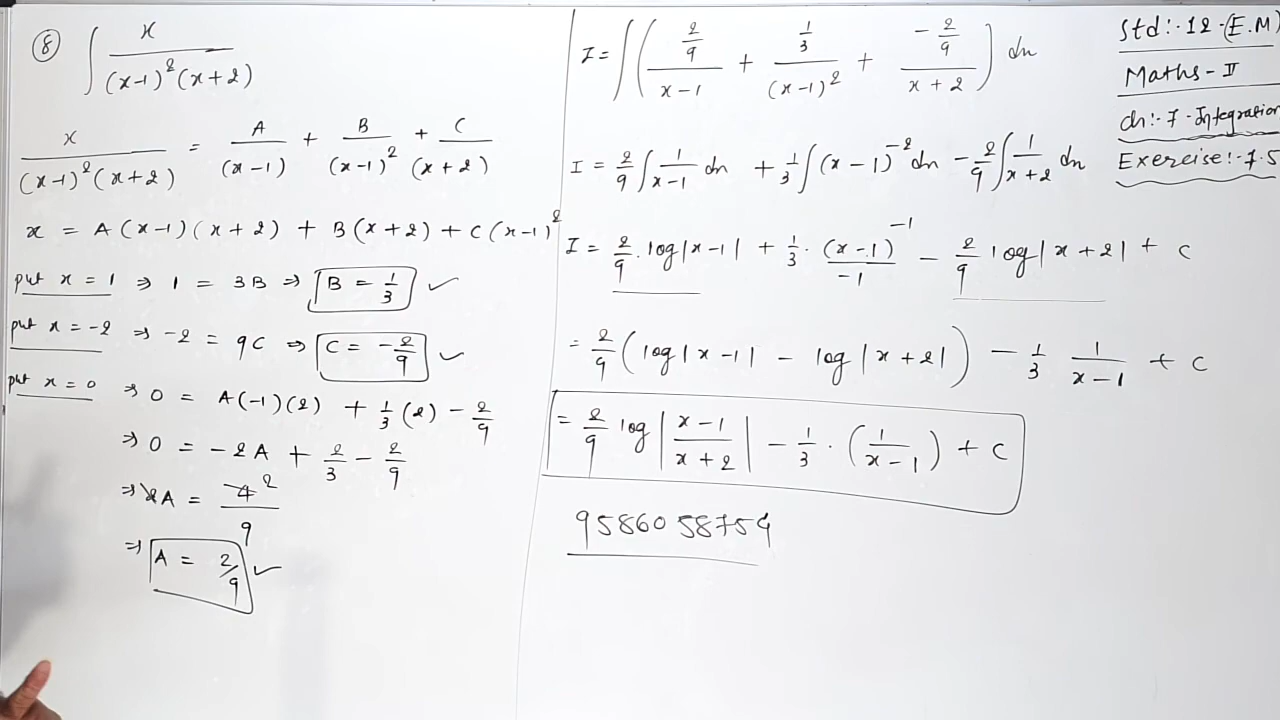 ⑧ ∫ x / (x-1)²(x+2)
x / (x-1)²(x+2) = A/(x-1) + B/(x-1)² + C/(x+2)
x = A(x-1)(x+2) + B(x+2) + C(x-1)²
put x = 1 ⇒ 1 = 3B ⇒ B = 1/3 ✓
put x = -2 ⇒ -2 = 9C ⇒ C = -2/9 ✓
put x = 0 ⇒ 0 = A(-1)(2) + 1/3(2) - 2/9
⇒ 0 = -2A + 2/3 - 2/9
⇒ 2A = 4 2/9
⇒ A = 2/9 ✓
I = ∫( (2/9)/(x-1) + (1/3)/(x-1)² + (-2/9)/(x+2) ) dx
I = 2/9 ∫ 1/(x-1) dx + 1/3 ∫ (x-1)⁻² dx - 2/9 ∫ 1/(x+2) dx
I = 2/9 . log|x-1| + 1/3 . (x-1)⁻¹/-1 - 2/9 log|x+2| + c
= 2/9 (log|x-1| - log|x+2|) - 1/3 1/(x-1) + c
= 2/9 log|(x-1)/(x+2)| - 1/3 . (1/(x-1)) + c
9586058754
Std:- 12-(E.M)
Maths-II
ch:- 7-Integration
Exercise:-7.5